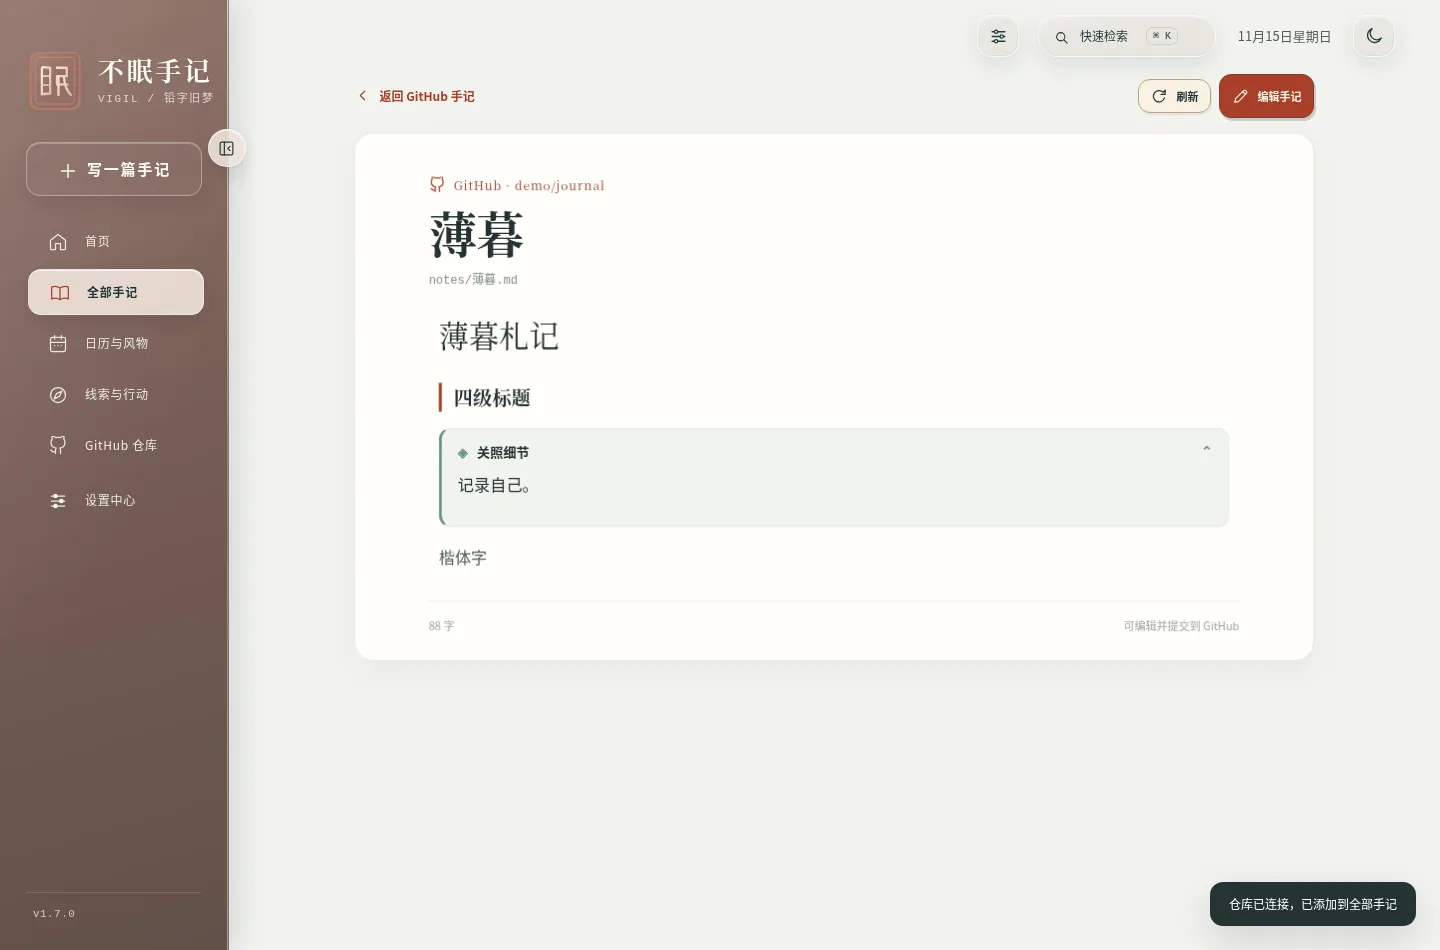 眠
不眠手记
VIGIL / 铅字旧梦
写一篇手记
首页
全部手记
日历与风物
线索与行动
GitHub 仓库
设置中心
v1.7.0
快速检索 ⌘ K
11月15日星期日
返回 GitHub 手记
刷新
编辑手记
GitHub · demo/journal
薄暮
notes/薄暮.md
薄暮札记
四级标题
关照细节
记录自己。
楷体字
88 字
可编辑并提交到 GitHub
仓库已连接，已添加到全部手记